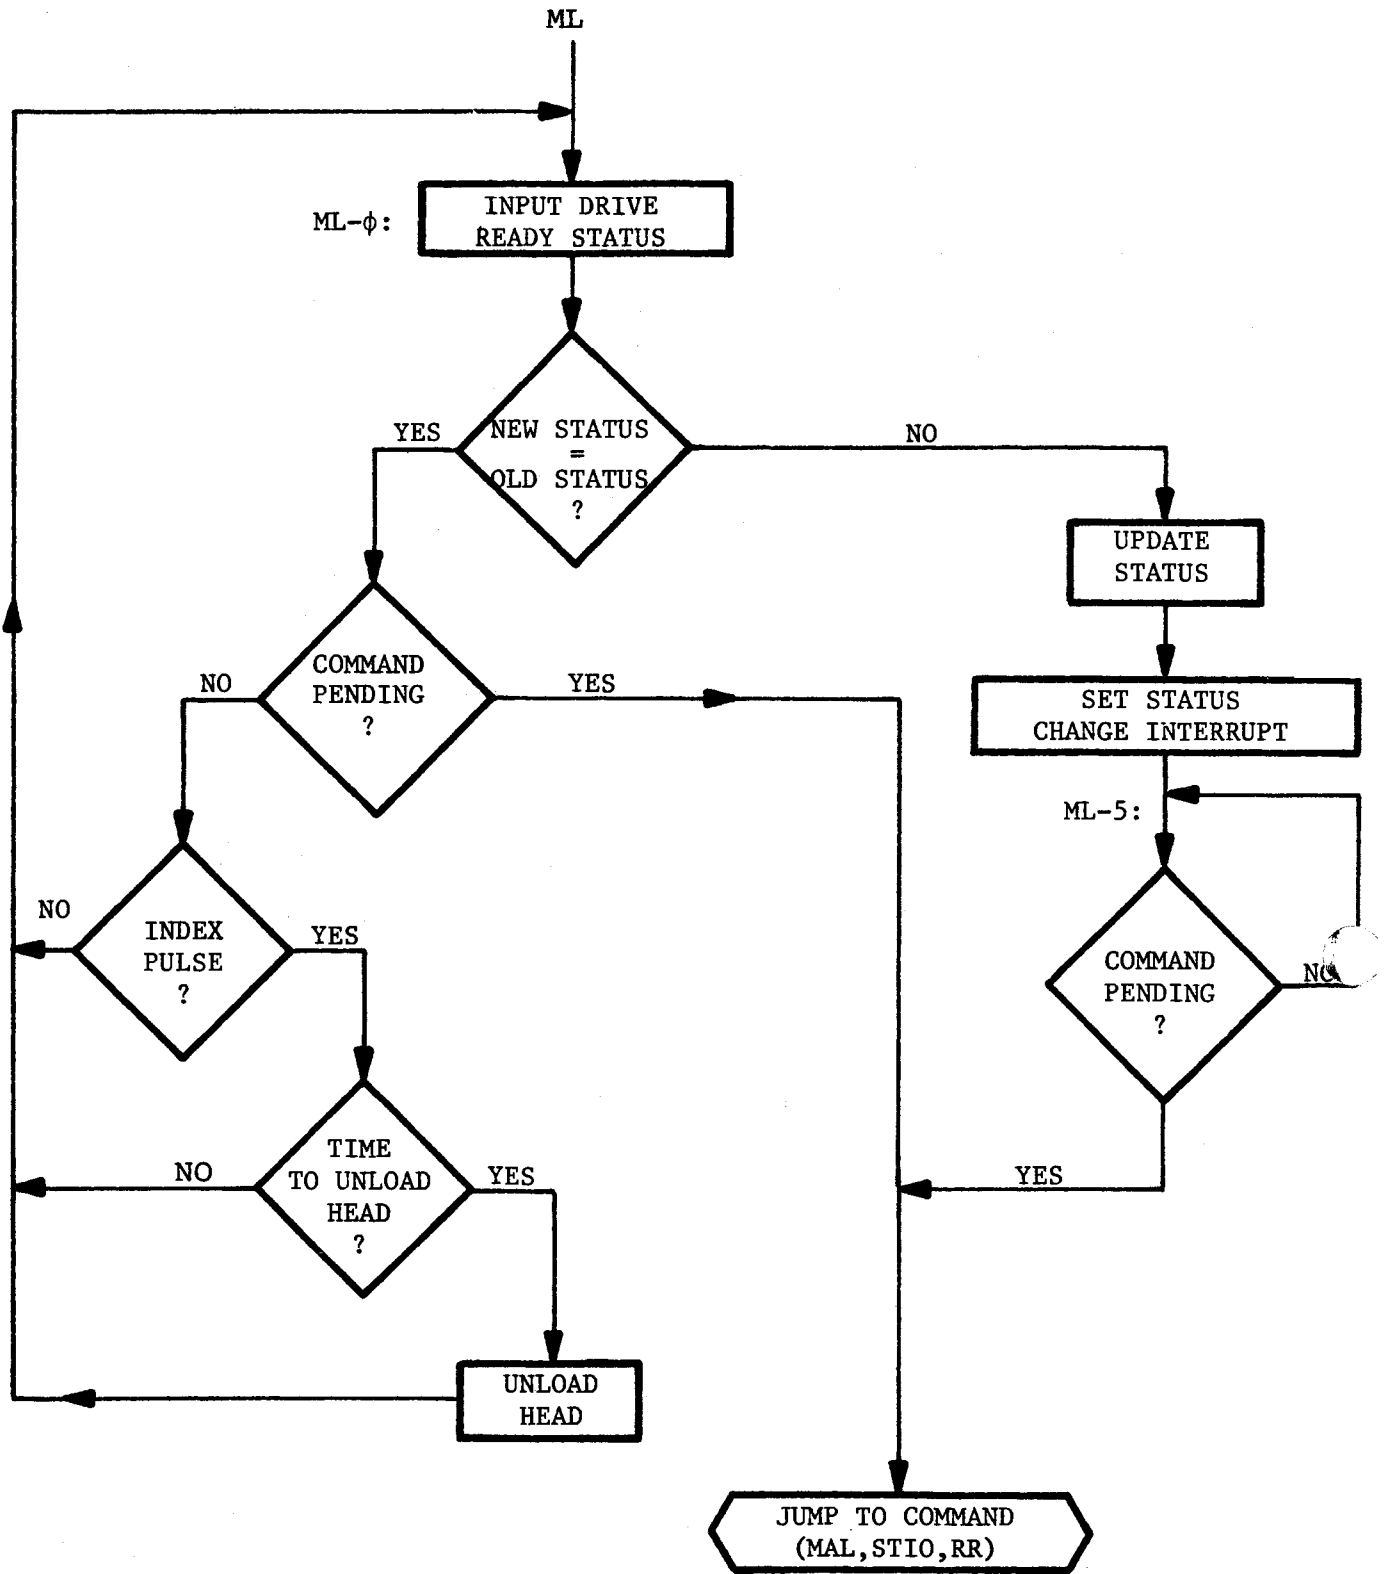 ML
ML-ϕ:
INPUT DRIVE
READY STATUS
YES
NEW STATUS
=
OLD STATUS
?
NO
UPDATE
STATUS
COMMAND
PENDING
?
NO
YES
SET STATUS
CHANGE INTERRUPT
ML-5:
NO
INDEX
PULSE
?
YES
COMMAND
PENDING
?
NO
TIME
TO UNLOAD
HEAD
?
NO
YES
YES
UNLOAD
HEAD
JUMP TO COMMAND
(MAL,STIO,RR)